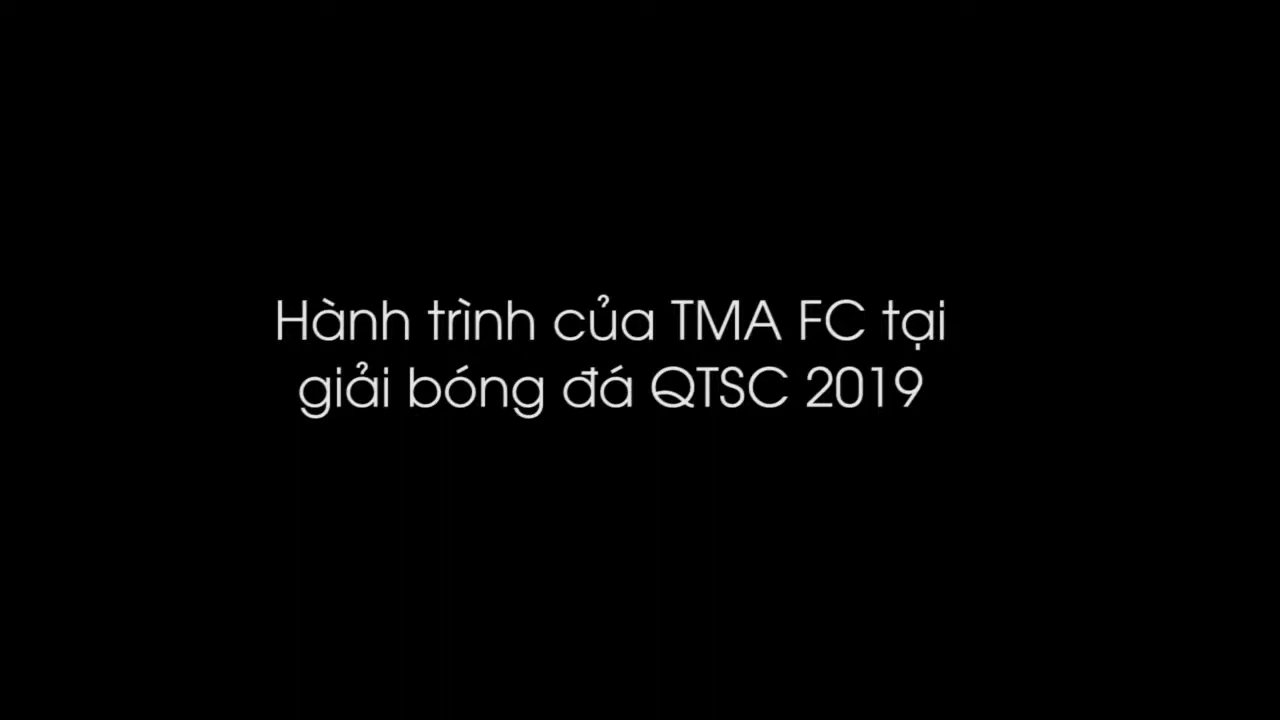 Hành trình của TMA FC tại
giải bóng đá QTSC 2019